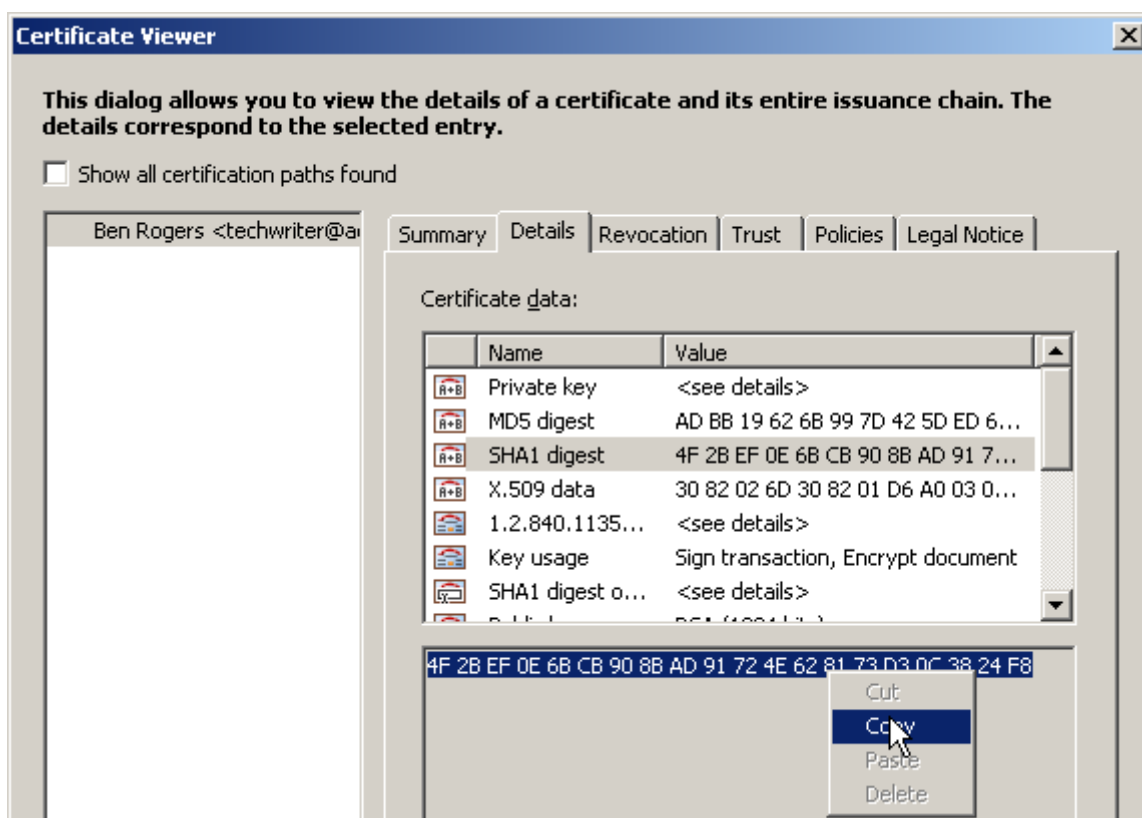 Certificate Viewer
This dialog allows you to view the details of a certificate and its entire issuance chain. The
details correspond to the selected entry.
Show all certification paths found
Ben Rogers <techwriter@a
Summary Details Revocation Trust Policies Legal Notice
Certificate data:
Name Value
Private key <see details>
MD5 digest AD BB 19 62 6B 99 7D 42 5D ED 6...
SHA1 digest 4F 2B EF 0E 6B CB 90 8B AD 91 7...
X.509 data 30 82 02 6D 30 82 01 D6 A0 03 0...
1.2.840.1135... <see details>
Key usage Sign transaction, Encrypt document
SHA1 digest o... <see details>
4F 2B EF 0E 6B CB 90 8B AD 91 72 4E 62 81 73 D3 0C 38 24 F8
Cut
Copy
Paste
Delete